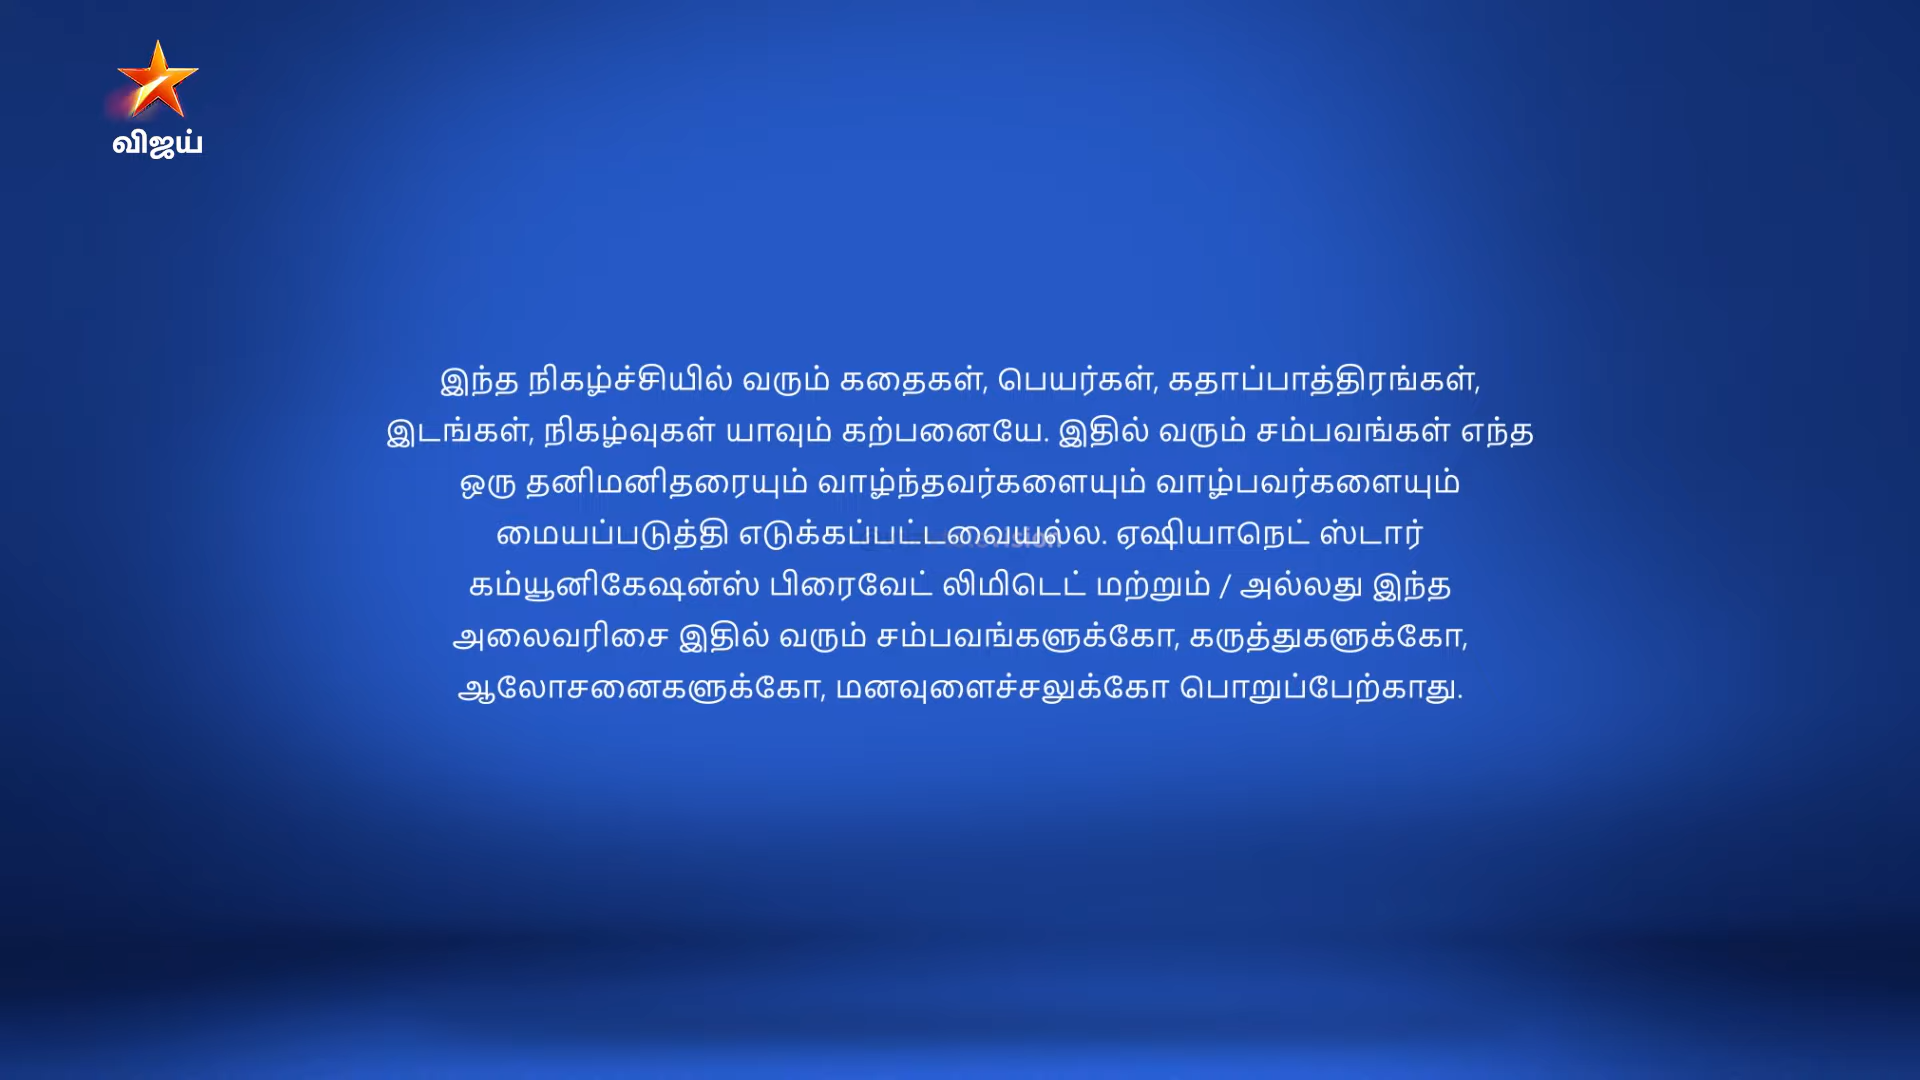 விஜய்
இந்த நிகழ்ச்சியில் வரும் கதைகள், பெயர்கள், கதாப்பாத்திரங்கள்,
இடங்கள், நிகழ்வுகள் யாவும் கற்பனையே. இதில் வரும் சம்பவங்கள் எந்த
ஒரு தனிமனிதரையும் வாழ்ந்தவர்களையும் வாழ்பவர்களையும்
மையப்படுத்தி எடுக்கப்பட்டவையல்ல. ஏஷியாநெட் ஸ்டார்
கம்யூனிகேஷன்ஸ் பிரைவேட் லிமிடெட் மற்றும் / அல்லது இந்த
அலைவரிசை இதில் வரும் சம்பவங்களுக்கோ, கருத்துகளுக்கோ,
ஆலோசனைகளுக்கோ, மனவுளைச்சலுக்கோ பொறுப்பேற்காது.